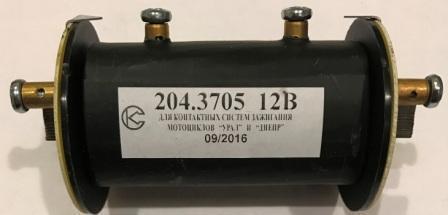 204.3705 12В
ДЛЯ КОНТАКТНЫХ СИСТЕМ ЗАЖИГАНИЯ
МОТОЦИКЛОВ "УРАЛ" И "ДНЕПР"
09/2016